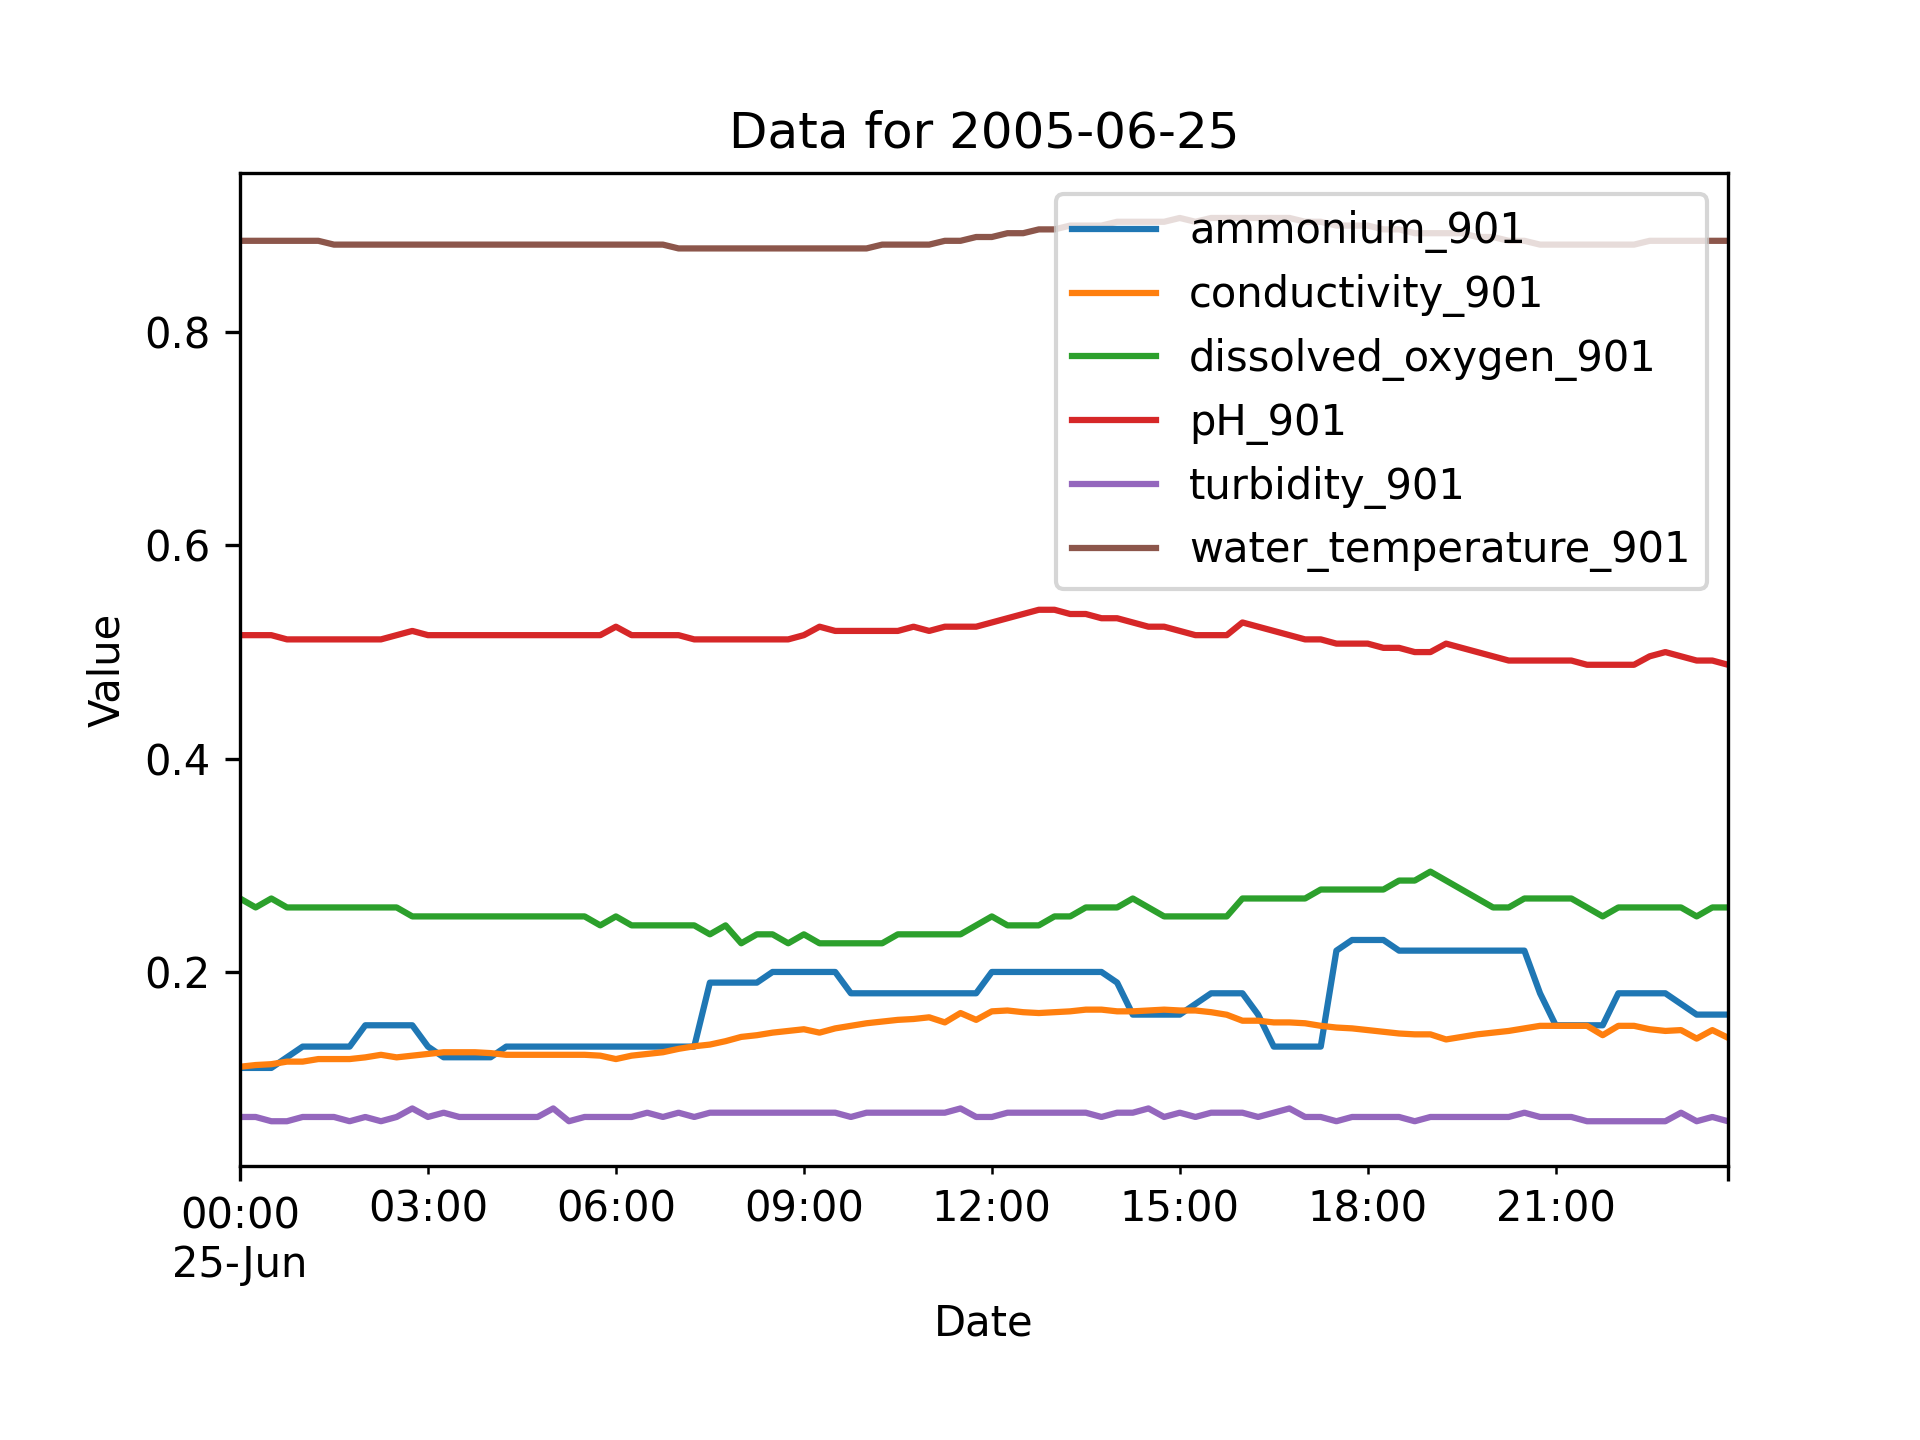 Data for 2005-06-25
ammonium_901
conductivity_901
dissolved_oxygen_901
pH_901
turbidity_901
water_temperature_901
0.8
0.6
0.4
0.2
Value
00:00 03:00 06:00 09:00 12:00 15:00 18:00 21:00
25-Jun
Date